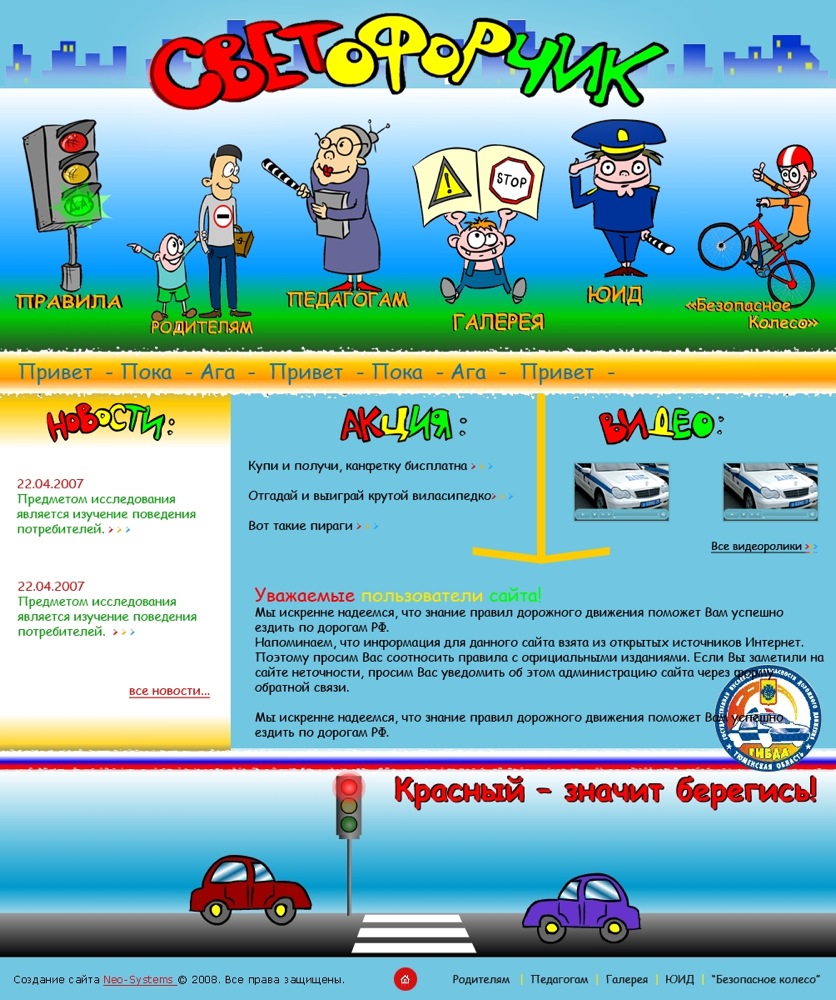 СВЕТОФОРЧИК
STOP
ПРАВИЛА
РОДИТЕЛЯМ
ПЕДАГОГАМ
ГАЛЕРЕЯ
ЮИД
«Безопасное
Колесо»
Привет - Пока - Ага - Привет - Пока - Ага - Привет -
НОВОСТИ:
22.04.2007
Предметом исследования
является изучение поведения
потребителей.
22.04.2007
Предметом исследования
является изучение поведения
потребителей.
все новости...
АКЦИЯ:
Купи и получи, канфетку бисплатна
Отгадай и выиграй крутой виласипедко
Вот такие пираги
ВИДЕО:
Все видеоролики
Уважаемые пользователи сайта!
Мы искренне надеемся, что знание правил дорожного движения поможет Вам успешно
ездить по дорогам РФ.
Напоминаем, что информация для данного сайта взята из открытых источников Интернет.
Поэтому просим Вас соотносить правила с официальными изданиями. Если Вы заметили на
сайте неточности, просим Вас уведомить об этом администрацию сайта через форму
обратной связи.
Мы искренне надеемся, что знание правил дорожного движения поможет Вам успешно
ездить по дорогам РФ.
ГИБДД
ТЮМЕНСКАЯ ОБЛАСТЬ
Красный – значит берегись!
Создание сайта Neo-Systems © 2008. Все права защищены.
Родителям | Педагогам | Галерея | ЮИД | "Безопасное колесо"